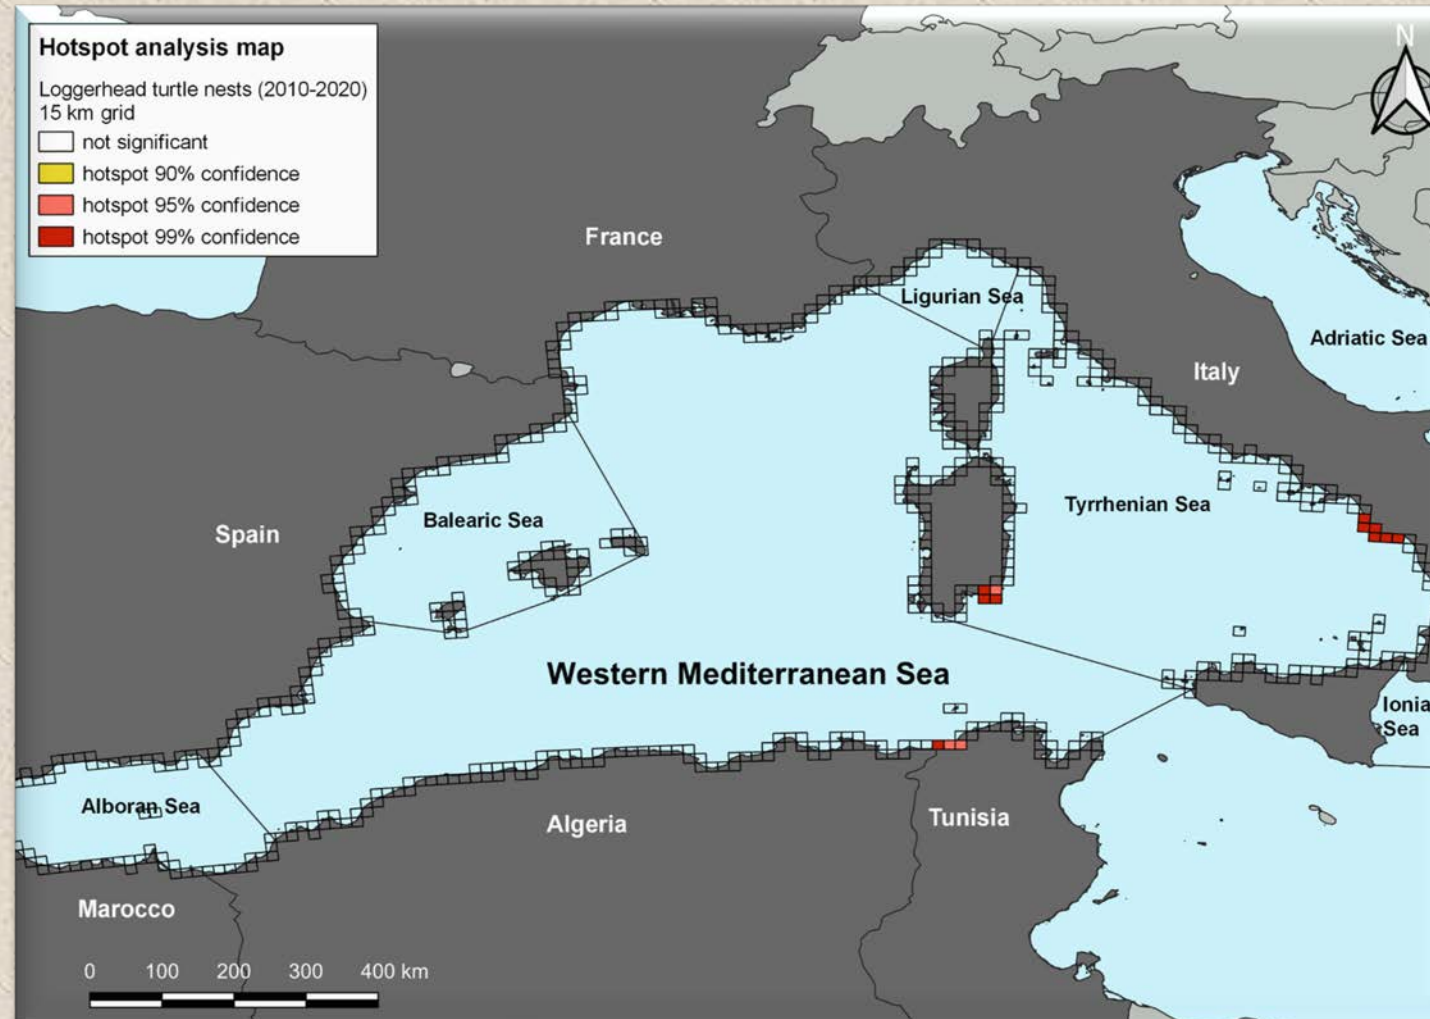 Hotspot analysis map
Loggerhead turtle nests (2010-2020)
15 km grid
not significant
hotspot 90% confidence
hotspot 95% confidence
hotspot 99% confidence
N
France
Ligurian Sea
Adriatic Sea
Italy
Tyrrhenian Sea
Balearic Sea
Spain
Western Mediterranean Sea
Ionia
Sea
Alboran Sea
Algeria
Tunisia
Marocco
0 100 200 300 400 km